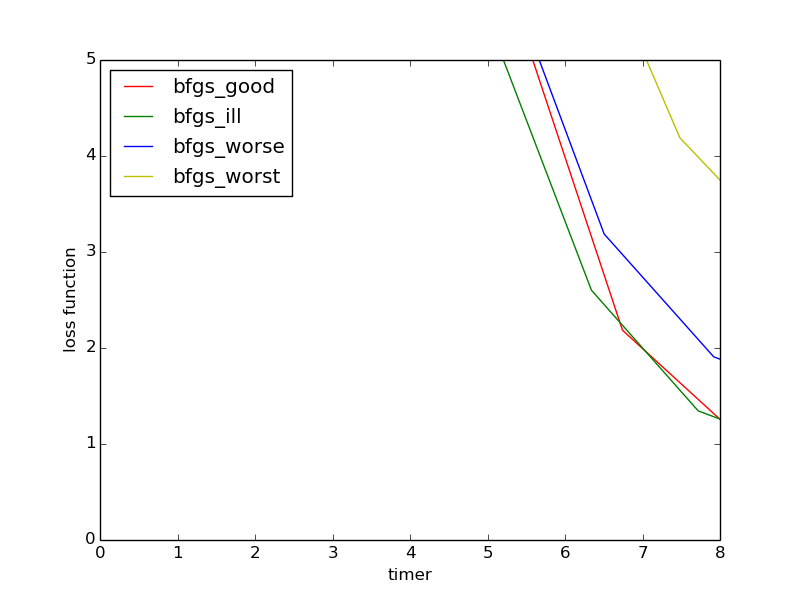 bfgs_good
bfgs_ill
bfgs_worse
bfgs_worst
5
4
3
2
1
0
loss function
0 1 2 3 4 5 6 7 8
timer